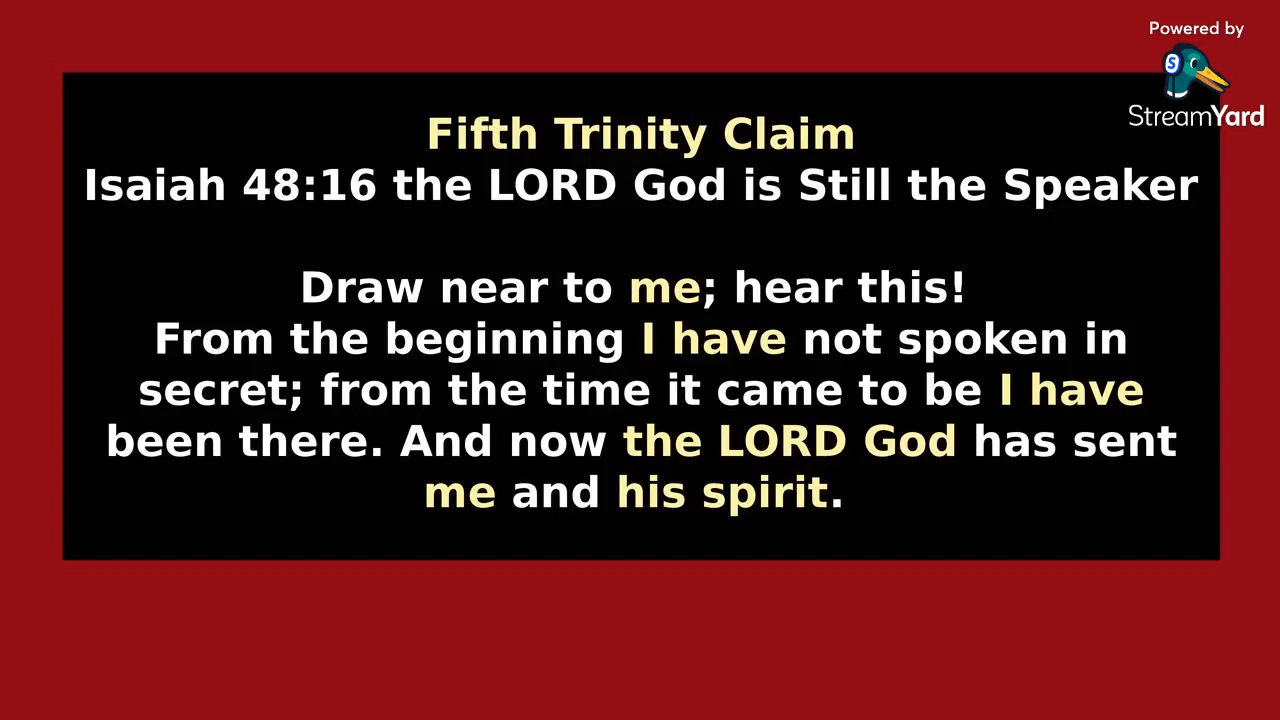 Powered by
S
StreamYard
Fifth Trinity Claim
Isaiah 48:16 the LORD God is Still the Speaker
Draw near to me; hear this!
From the beginning I have not spoken in
secret; from the time it came to be I have
been there. And now the LORD God has sent
me and his spirit.